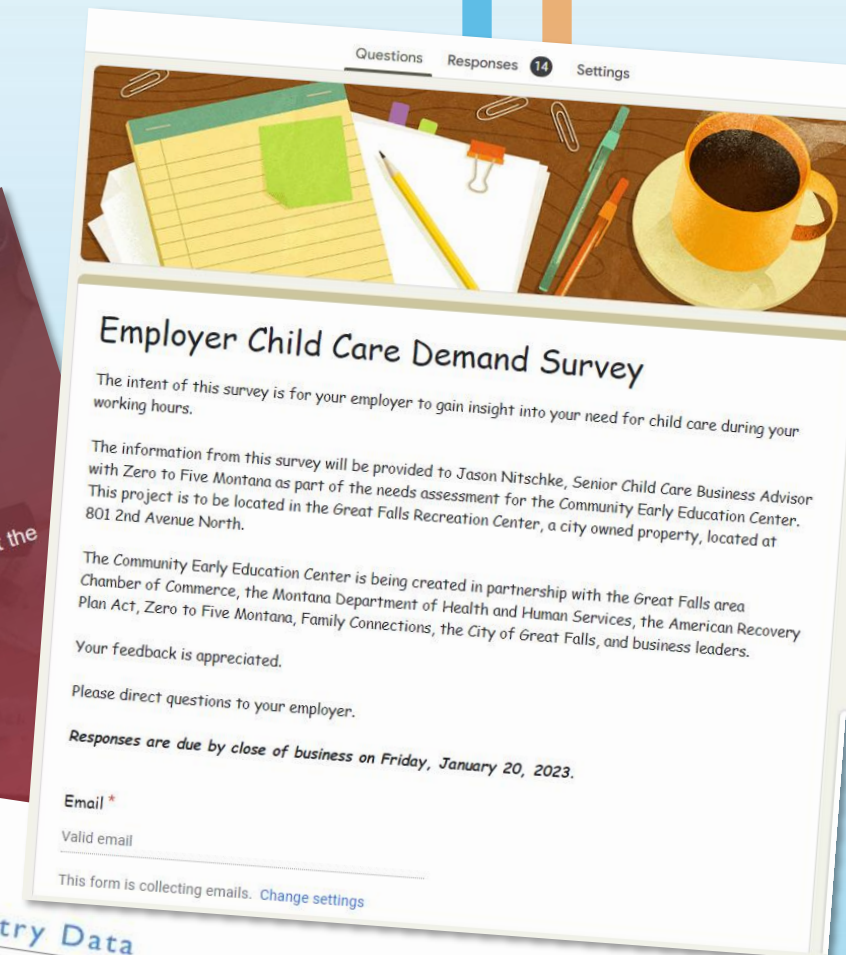 Questions Responses 14 Settings
Employer Child Care Demand Survey
The intent of this survey is for your employer to gain insight into your need for child care during your
working hours.
The information from this survey will be provided to Jason Nitschke, Senior Child Care Business Advisor
with Zero to Five Montana as part of the needs assessment for the Community Early Education Center.
This project is to be located in the Great Falls Recreation Center, a city owned property, located at
801 2nd Avenue North.
The Community Early Education Center is being created in partnership with the Great Falls area
Chamber of Commerce, the Montana Department of Health and Human Services, the American Recovery
Plan Act, Zero to Five Montana, Family Connections, the City of Great Falls, and business leaders.
Your feedback is appreciated.
Please direct questions to your employer.
Responses are due by close of business on Friday, January 20, 2023.
Email *
Valid email
This form is collecting emails. Change settings
the
Data